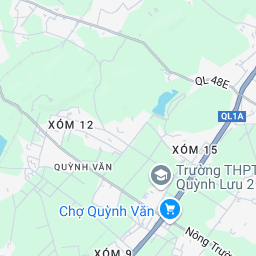 QL 48E
QL1A
XÓM 12
XÓM 15
QUỲNH VĂN
Trường THPT
Quỳnh Lưu 2
Chợ Quỳnh Văn
Nông Trườ
XÓM 9